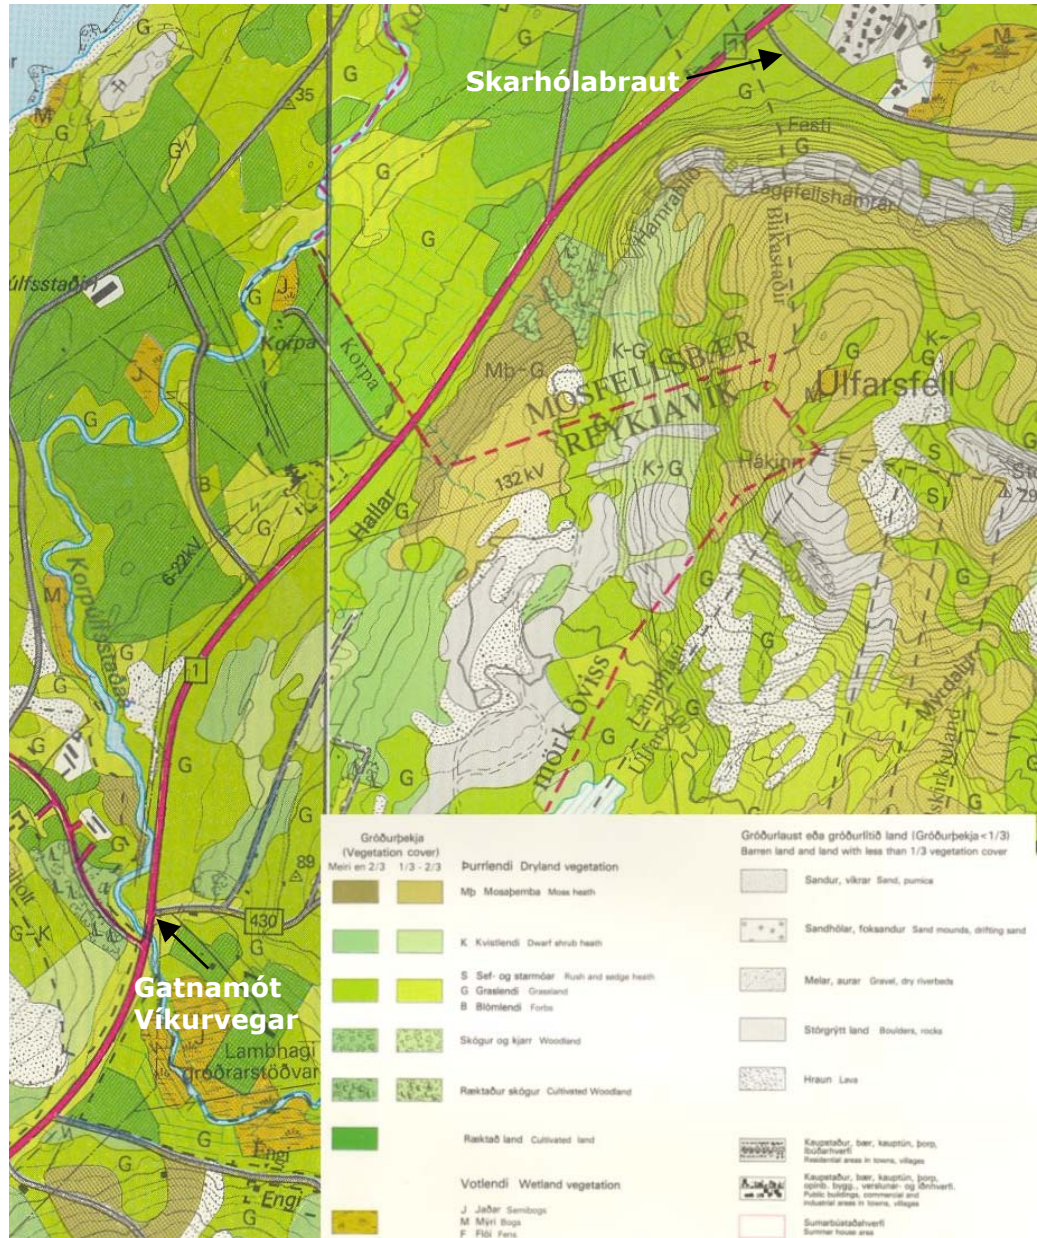 Skarhólabraut
G
G
G
G
G
M
35
1
M
G
G
Festi
G
Lágafellshamrar
Hamrahlíð
Blikastaðir
G
úlfsstaðir
J
G
Korpa
Korpa
J
G
G
K-G
Mþ-G
MOSFELLSBÆR
REYKJAVÍK
G
M
Úlfarsfell
K-G
G
B
G
132 kV
K-G
Hákinn
S
S
G
Hallar
6-22kV
M
Korpúlfsstaðaá
G
G
1
G
G
G
mörk óviss
Lambhagi
Úlfarsá
Mýrdalur
G
G
G
G
89
430
G-K
G
G
Gatnamót
Víkurvegar
J
Lambhagi
gróðrarstöðvar
G
Engi
G
Engi
G
G
Gróðurþekja
(Vegetation cover)
Meiri en 2/3 1/3 - 2/3
Þurrlendi Dryland vegetation
Mþ Mosaþemba Moss heath
K Kvistlendi Dwarf shrub heath
S Sef- og starmóar Rush and sedge heath
G Graslendi Grassland
B Blómlendi Forbs
Skógur og kjarr Woodland
Ræktaður skógur Cultivated Woodland
Ræktað land Cultivated land
Votlendi Wetland vegetation
J Jaðar Semibogs
M Mýri Bogs
F Flói Fens
Gróðurlaust eða gróðurlítið land (Gróðurþekja<1/3)
Barren land and land with less than 1/3 vegetation cover
Sandur, vikrar Sand, pumice
Sandhólar, foksandur Sand mounds, drifting sand
Melar, aurar Gravel, dry riverbeds
Stórgrýtt land Boulders, rocks
Hraun Lava
Kaupstaður, bær, kauptún, þorp,
íbúðarhverfi
Residential areas in towns, villages
Kaupstaður, bær, kauptún, þorp,
opinb. bygg., verslunar- og iðnhverfi.
Public buildings, commercial and
industrial areas in towns, villages
Sumarbústaðahverfi
Summer house area